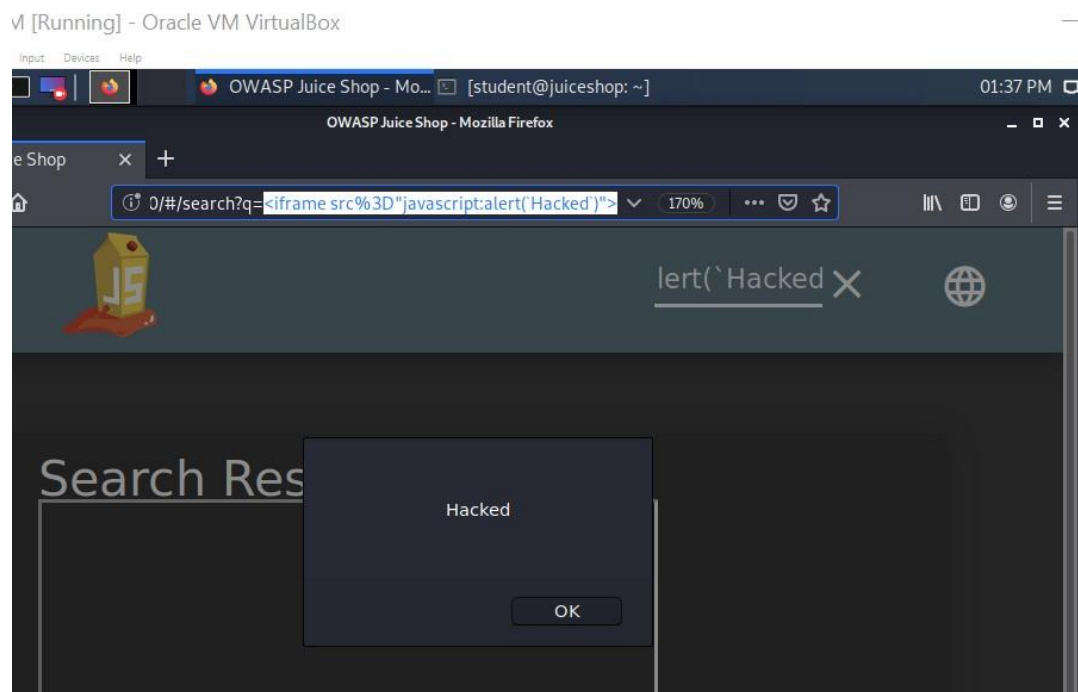 M [Running] - Oracle VM VirtualBox
Input Devices Help
OWASP Juice Shop - Mo... [student@juiceshop: ~] 01:37 PM
OWASP Juice Shop - Mozilla Firefox
e Shop
0/#/search?q=<iframe src%3D"javascript:alert(`Hacked`)"> 170%
JS
lert(`Hacked
Search Res
Hacked
OK